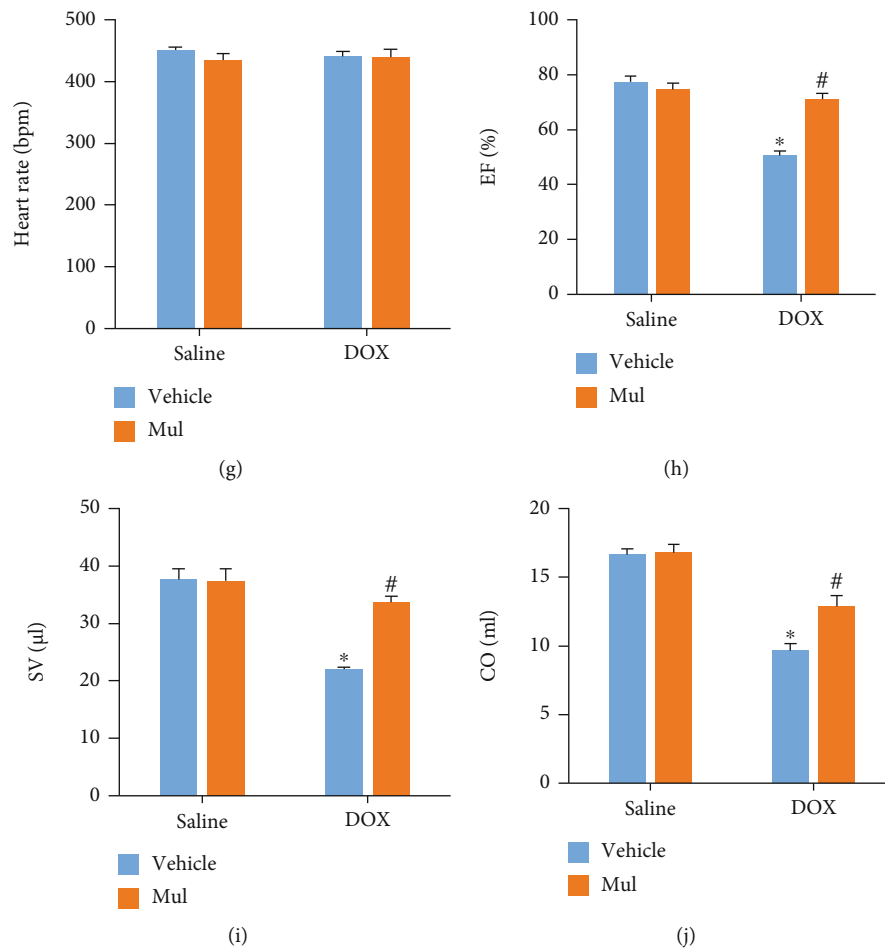 500
400
300
200
100
0
Heart rate (bpm)
Saline
DOX
Vehicle
Mul
(g)
100
80
60
40
20
0
EF (%)
*
#
Saline
DOX
Vehicle
Mul
(h)
50
40
30
20
10
0
SV (µl)
*
#
Saline
DOX
Vehicle
Mul
(i)
20
15
10
5
0
CO (ml)
*
#
Saline
DOX
Vehicle
Mul
(j)